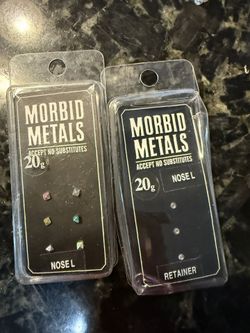 MORBID
METALS
ACCEPT NO SUBSTITUTES
20g
NOSE L
MORBID
METALS
ACCEPT NO SUBSTITUTES
20g
NOSE L
RETAINER